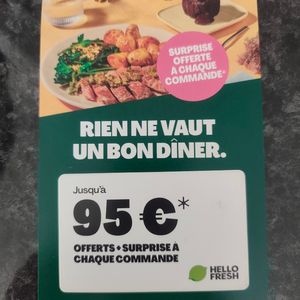 SURPRISE
OFFERTE
À CHAQUE
COMMANDE*
RIEN NE VAUT
UN BON DÎNER.
Jusqu'à
95 €*
OFFERTS + SURPRISE À
CHAQUE COMMANDE
HELLO
FRESH